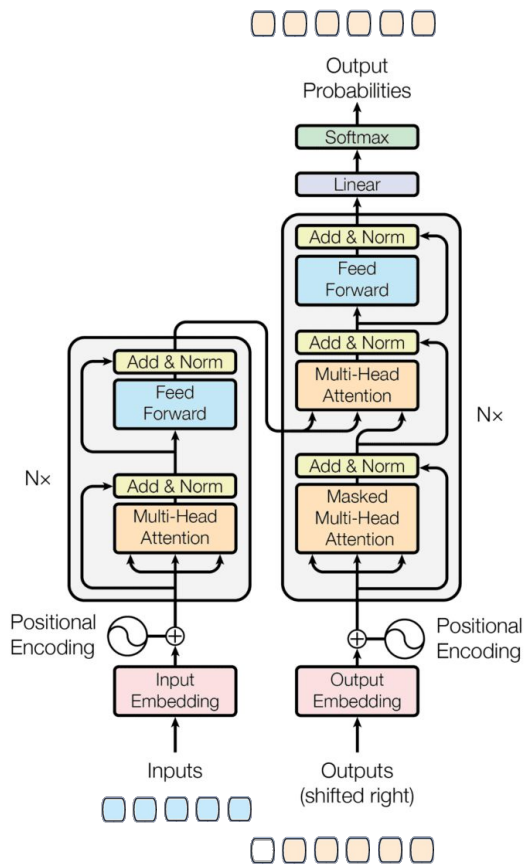 Output
Probabilities
Softmax
Linear
Add & Norm
Feed
Forward
Add & Norm
Multi-Head
Attention
N×
Add & Norm
Masked
Multi-Head
Attention
Add & Norm
Feed
Forward
N×
Add & Norm
Multi-Head
Attention
Positional
Encoding
Positional
Encoding
Input
Embedding
Output
Embedding
Inputs
Outputs
(shifted right)